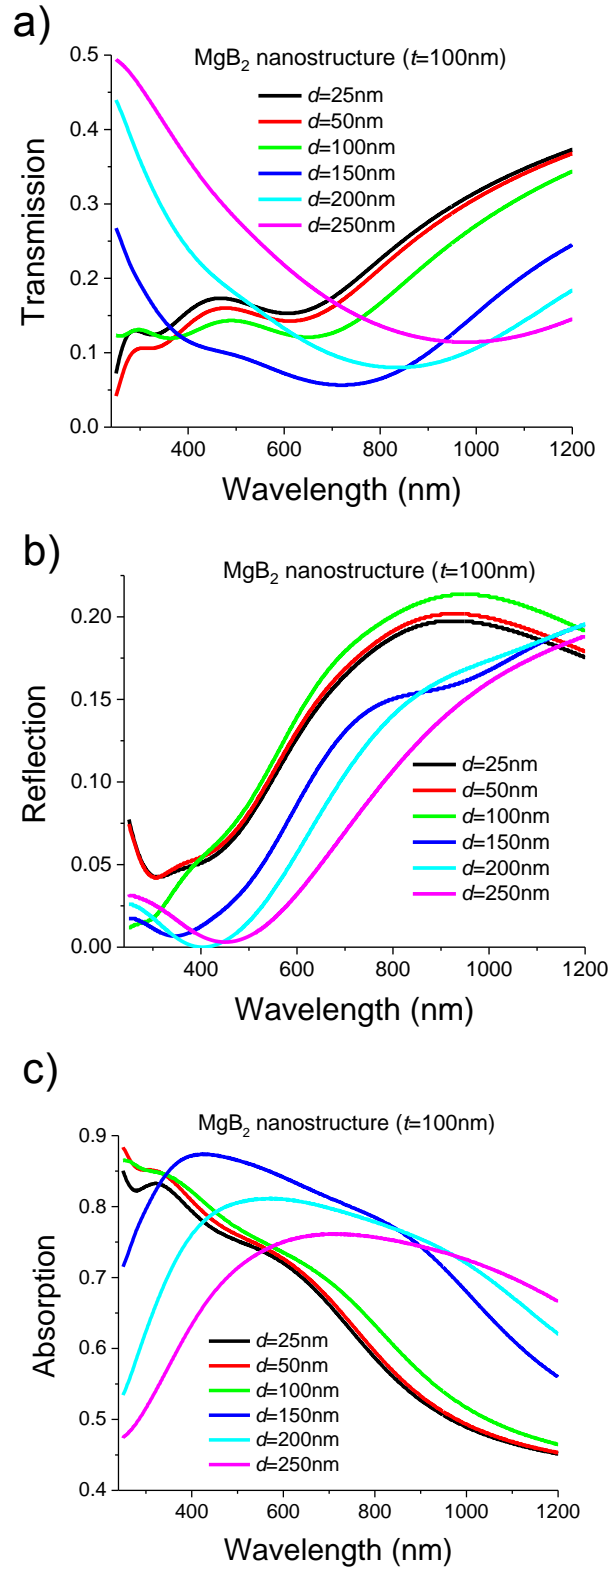 a)
MgB2 nanostructure (t=100nm)
0.5
0.4
0.3
0.2
0.1
0.0
Transmission
d=25nm
d=50nm
d=100nm
d=150nm
d=200nm
d=250nm
400 600 800 1000 1200
Wavelength (nm)
b)
MgB2 nanostructure (t=100nm)
0.20
0.15
0.10
0.05
0.00
Reflection
d=25nm
d=50nm
d=100nm
d=150nm
d=200nm
d=250nm
400 600 800 1000 1200
Wavelength (nm)
c)
MgB2 nanostructure (t=100nm)
0.9
0.8
0.7
0.6
0.5
0.4
Absorption
d=25nm
d=50nm
d=100nm
d=150nm
d=200nm
d=250nm
400 600 800 1000 1200
Wavelength (nm)